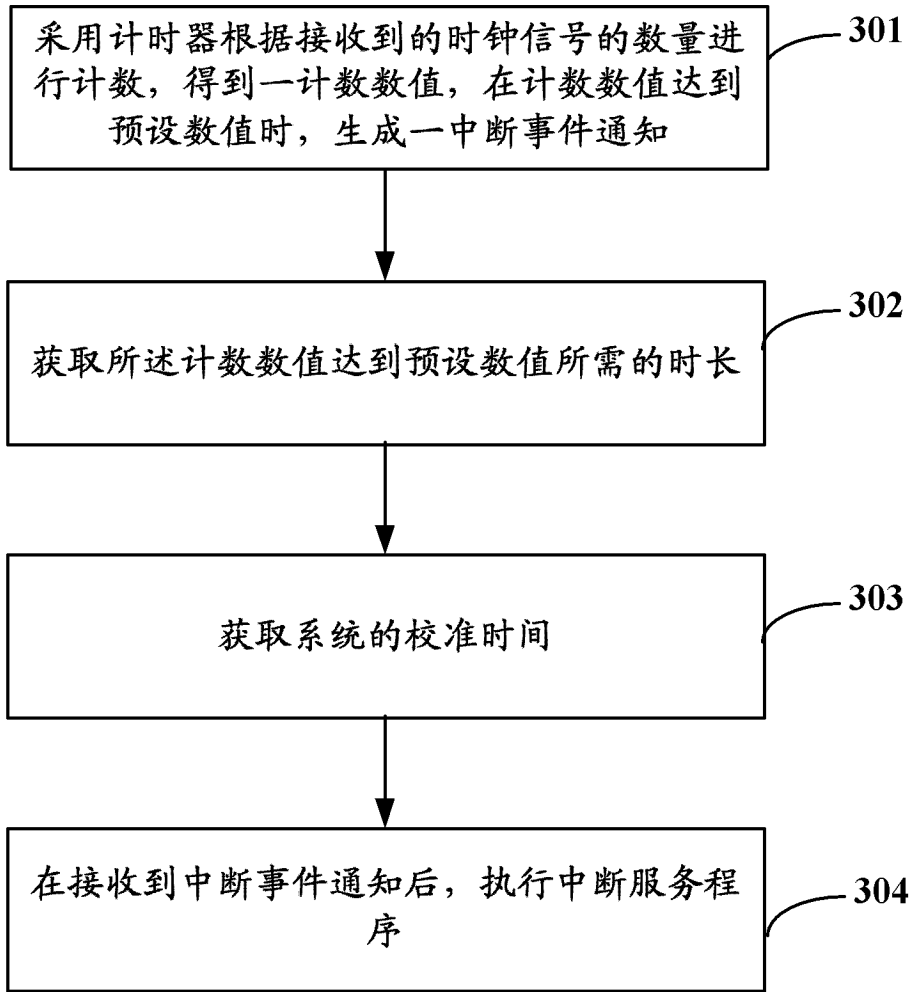 采用计时器根据接收到的时钟信号的数量进
行计数，得到一计数数值，在计数数值达到
预设数值时，生成一中断事件通知
301
获取所述计数数值达到预设数值所需的时长
302
获取系统的校准时间
303
在接收到中断事件通知后，执行中断服务程
序
304